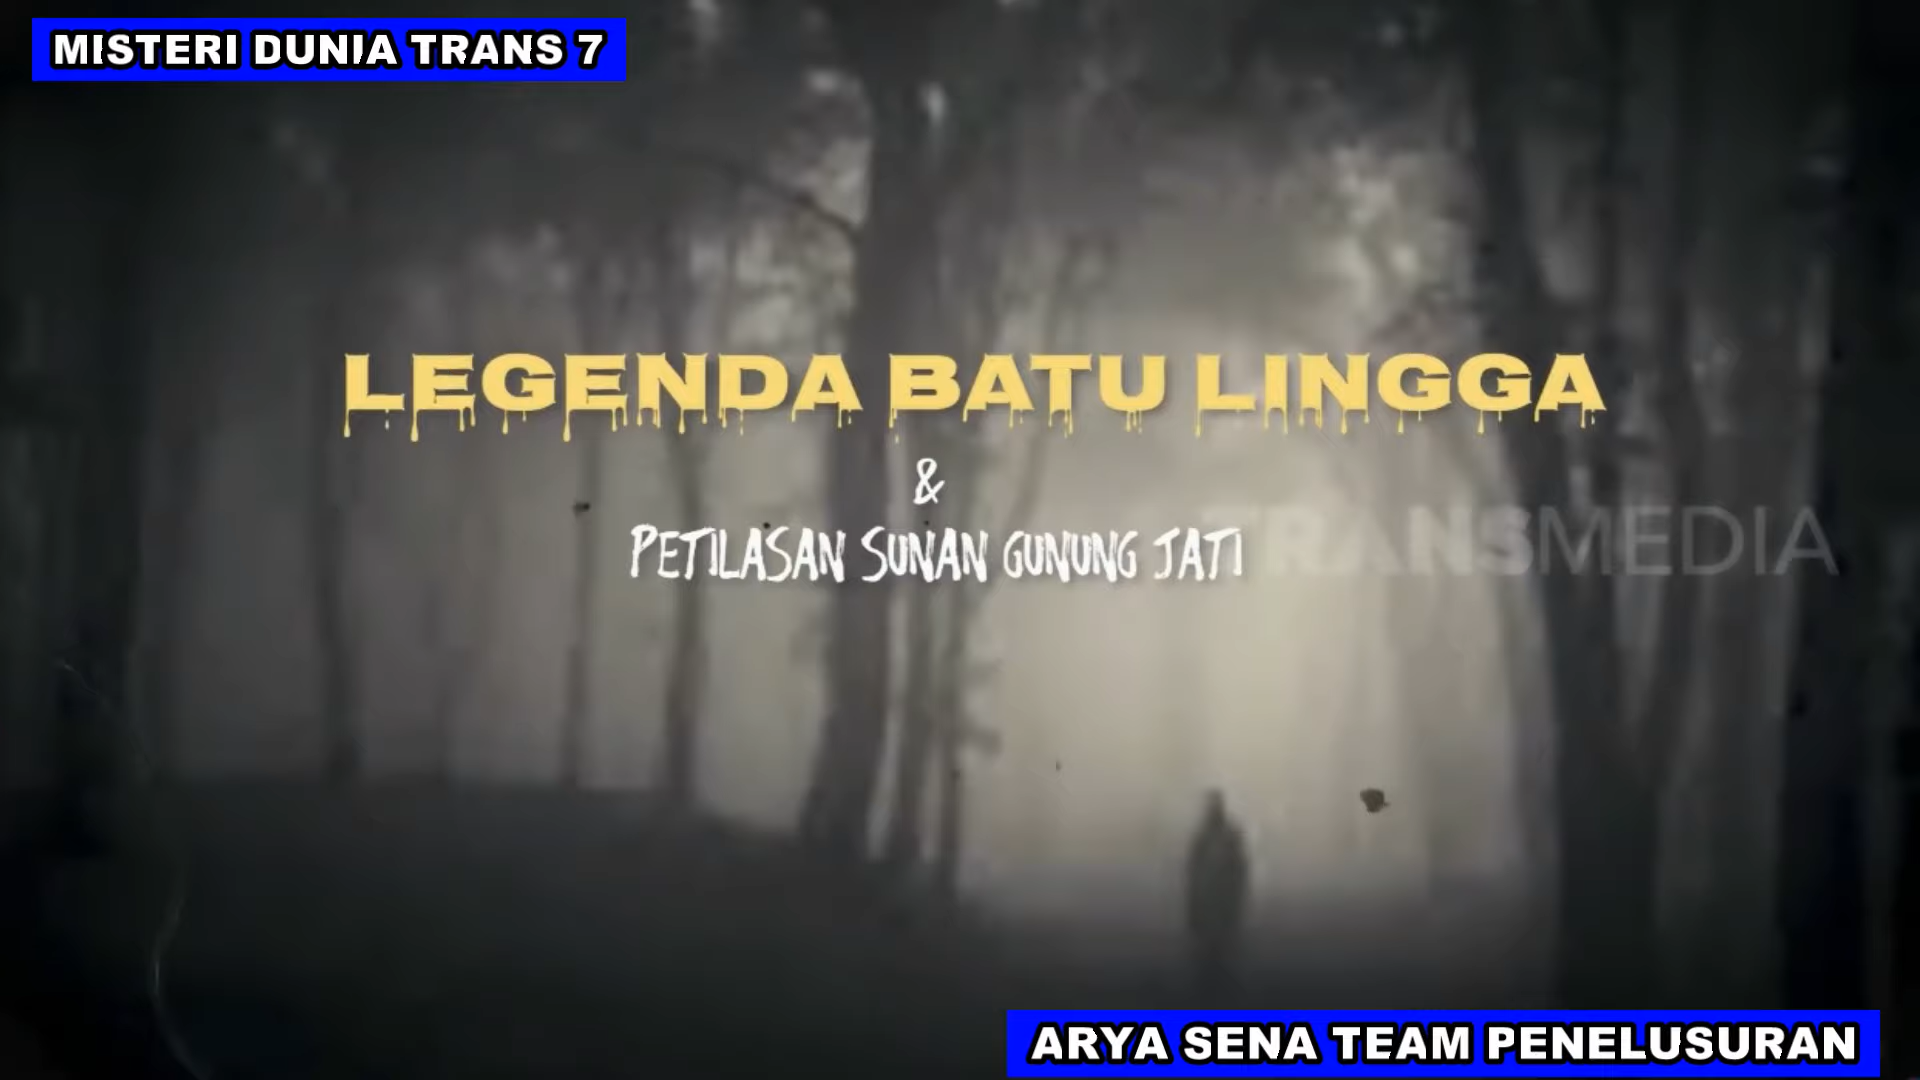 MISTERI DUNIA TRANS 7
LEGENDA BATU LINGGA
&
PETILASAN SUNAN GUNUNG JATI
TRANSMEDIA
ARYA SENA TEAM PENELUSURAN